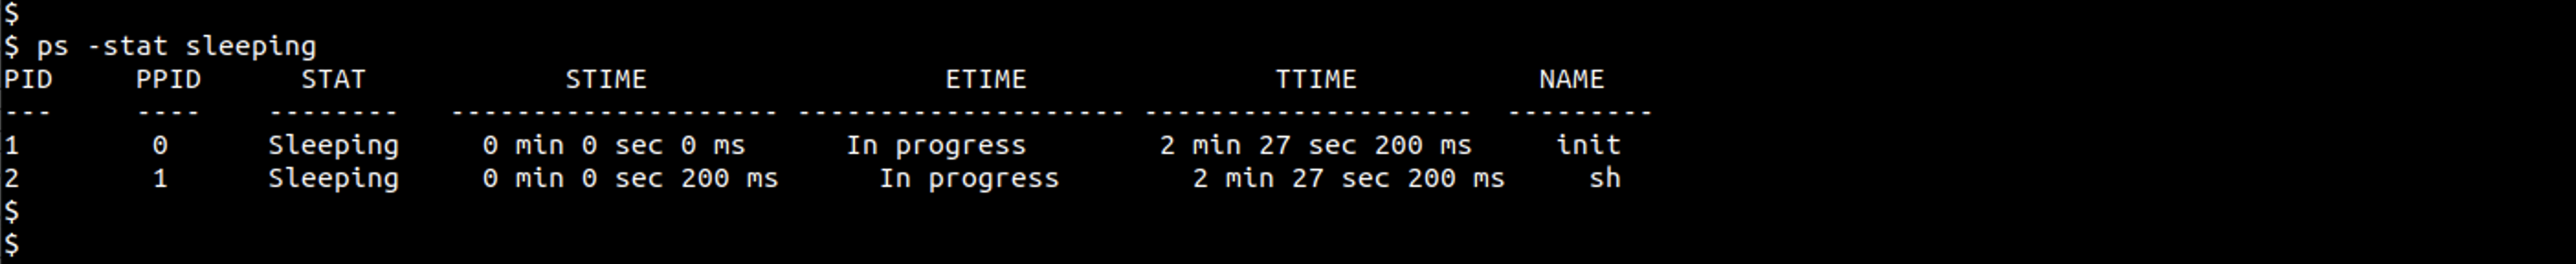 $
$ ps -stat sleeping
PID     PPID      STAT            STIME                  ETIME               TTIME           NAME
---     ----    --------   -------------------- -------------------- --------------------  ---------
1        0      Sleeping     0 min 0 sec 0 ms      In progress        2 min 27 sec 200 ms     init
2        1      Sleeping     0 min 0 sec 200 ms      In progress        2 min 27 sec 200 ms     sh
$
$